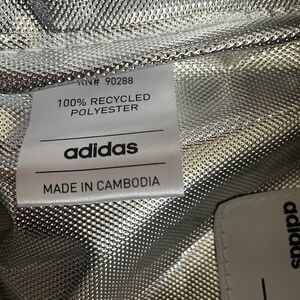 RN# 90288
100% RECYCLED
POLYESTER
adidas
MADE IN CAMBODIA
adidas